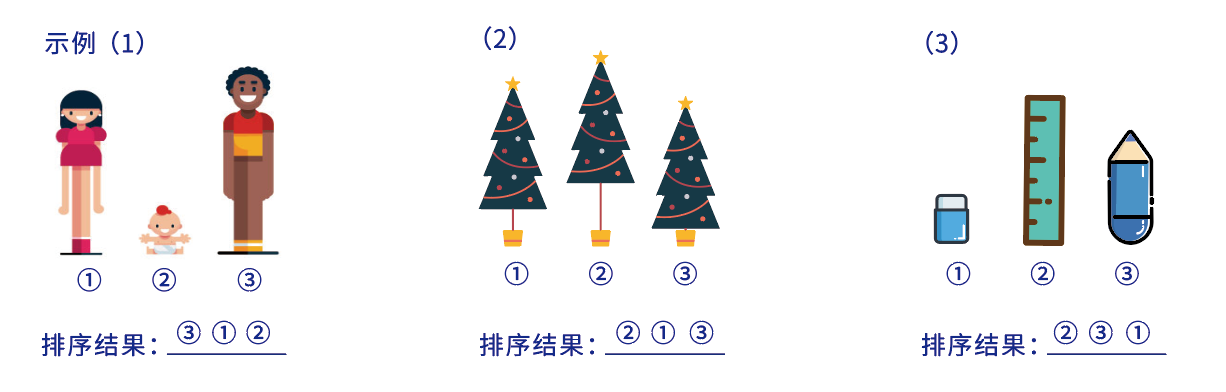 示例（1）
① ② ③
排序结果：③ ① ②
（2）
① ② ③
排序结果：② ① ③
（3）
① ② ③
排序结果：② ③ ①